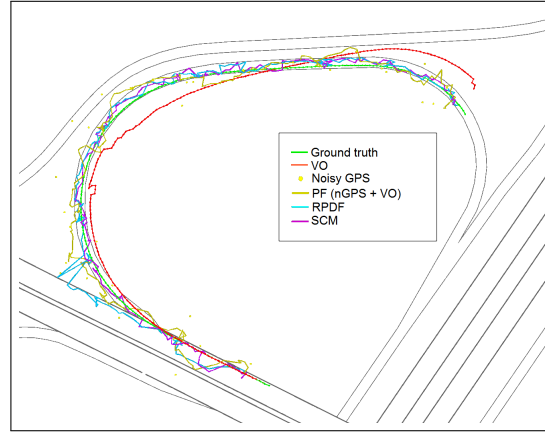 Ground truth
VO
Noisy GPS
PF (nGPS + VO)
RPDF
SCM